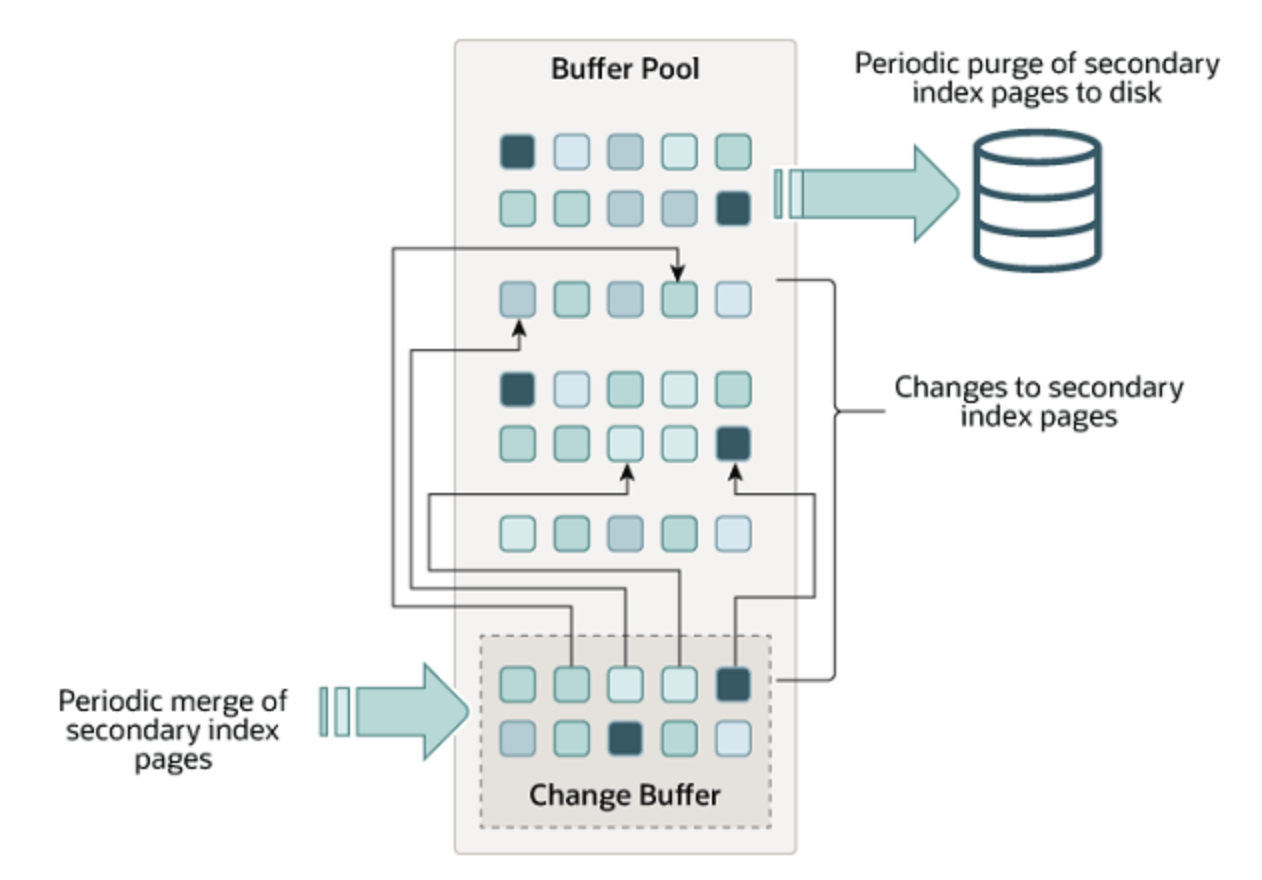 Buffer Pool
Periodic purge of secondary
index pages to disk
Changes to secondary
index pages
Periodic merge of
secondary index
pages
Change Buffer